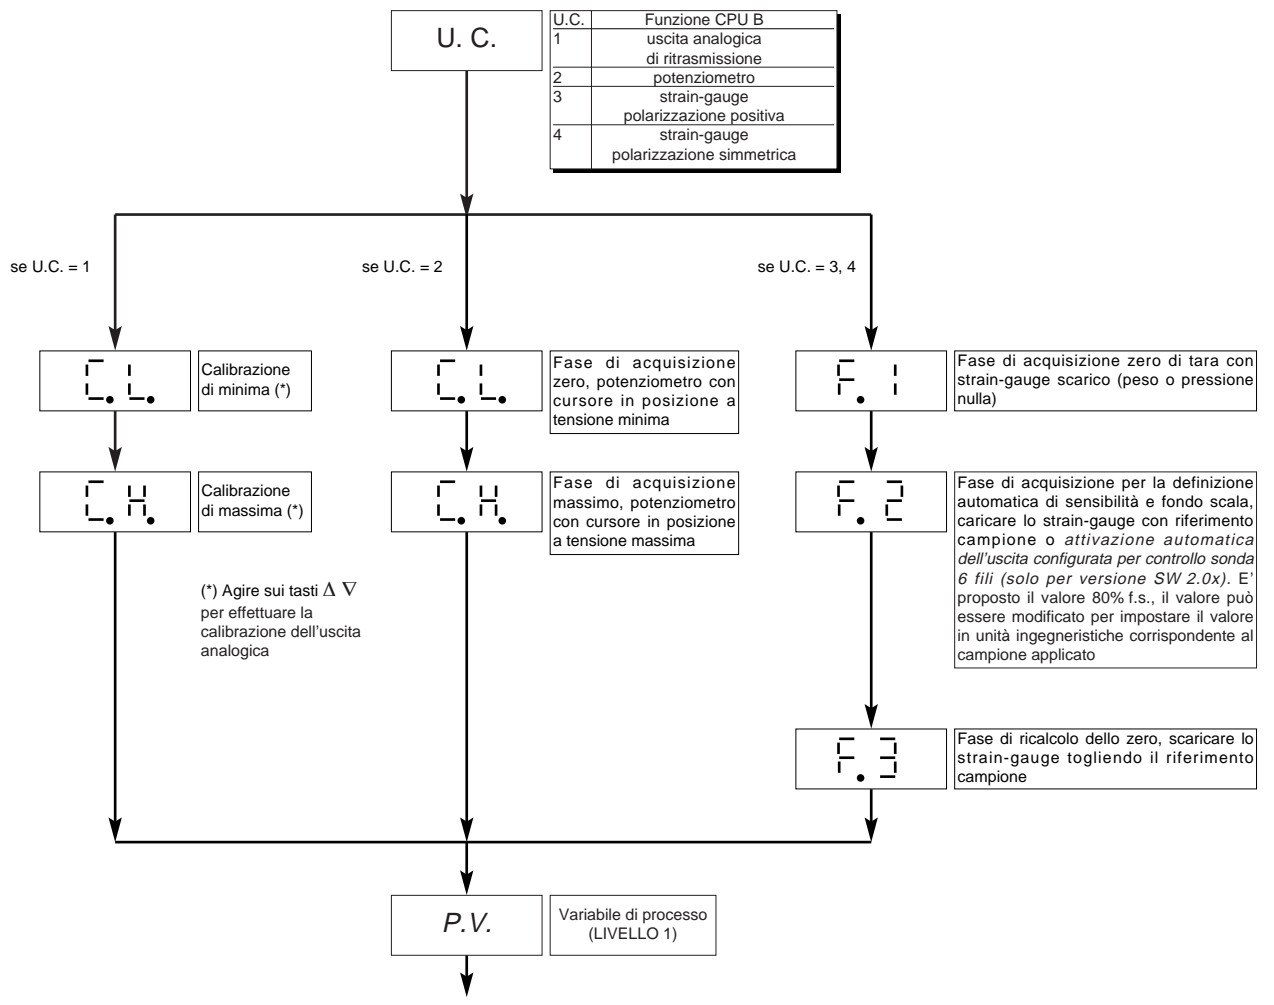 U. C.
U.C. Funzione CPU B
1 uscita analogica
di ritrasmissione
2 potenziometro
3 strain-gauge
polarizzazione positiva
4 strain-gauge
polarizzazione simmetrica
se U.C. = 1
se U.C. = 2
se U.C. = 3, 4
C.L.
Calibrazione
di minima (*)
C.L.
Fase di acquisizione
zero, potenziometro con
cursore in posizione a
tensione minima
F.1
Fase di acquisizione zero di tara con
strain-gauge scarico (peso o pressione
nulla)
C.H.
Calibrazione
di massima (*)
C.H.
Fase di acquisizione
massimo, potenziometro
con cursore in posizione
a tensione massima
F.2
Fase di acquisizione per la definizione
automatica di sensibilità e fondo scala,
caricare lo strain-gauge con riferimento
campione o attivazione automatica
dell'uscita configurata per controllo sonda
6 fili (solo per versione SW 2.0x). E'
proposto il valore 80% f.s., il valore può
essere modificato per impostare il valore
in unità ingegneristiche corrispondente al
campione applicato
(*) Agire sui tasti Δ ∇
per effettuare la
calibrazione dell'uscita
analogica
F.3
Fase di ricalcolo dello zero, scaricare lo
strain-gauge togliendo il riferimento
campione
P.V.
Variabile di processo
(LIVELLO 1)